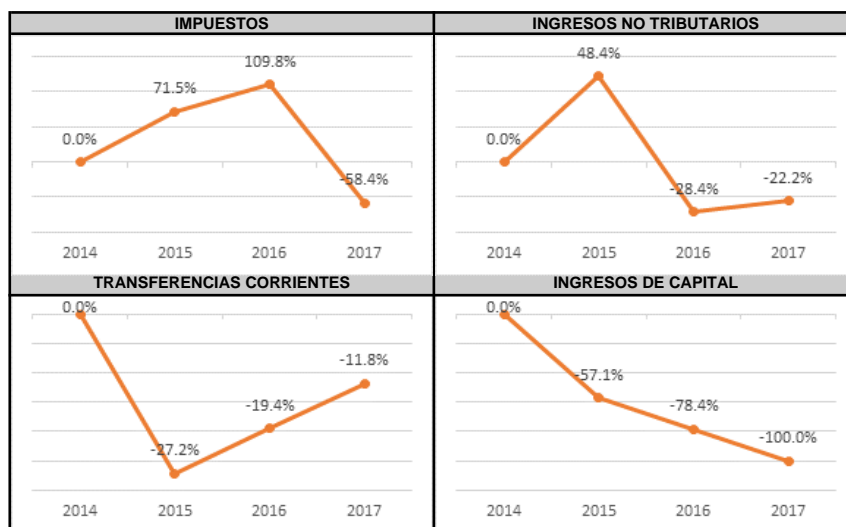 IMPUESTOS
109.8%
71.5%
0.0%
-58.4%
2014 2015 2016 2017
INGRESOS NO TRIBUTARIOS
48.4%
0.0%
-28.4%
-22.2%
2014 2015 2016 2017
TRANSFERENCIAS CORRIENTES
0.0%
-11.8%
-19.4%
-27.2%
2014 2015 2016 2017
INGRESOS DE CAPITAL
0.0%
-57.1%
-78.4%
-100.0%
2014 2015 2016 2017